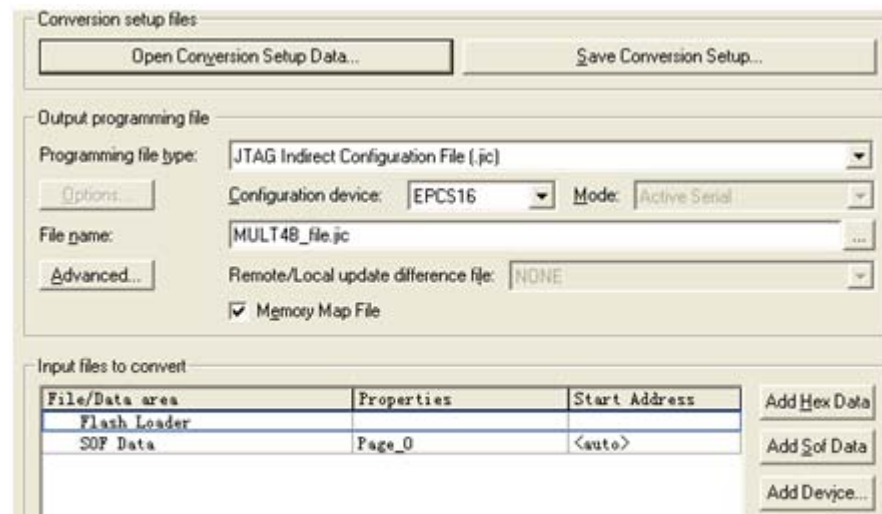 Conversion setup files
Open Conversion Setup Data...
Save Conversion Setup...
Output programming file
Programming file type:
JTAG Indirect Configuration File (.jic)
Options...
Configuration device:
EPCS16
Mode:
Active Serial
File name:
MULT4B_file.jic
...
Advanced...
Remote/Local update difference file:
NONE
Memory Map File
Input files to convert
File/Data area Properties Start Address
Add Hex Data
Flash Loader
SOF Data Page_0 <auto>
Add Sof Data
Add Device...